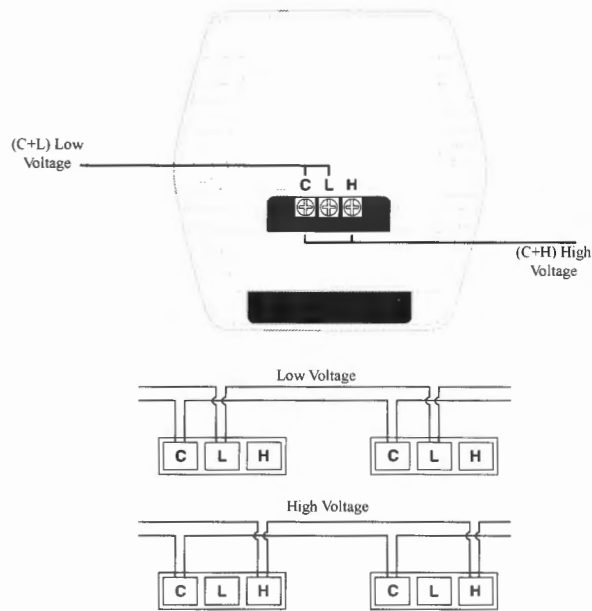 (C+L) Low
Voltage
C L H
(C+H) High
Voltage
Low Voltage
C L H C L H
High Voltage
C L H C L H